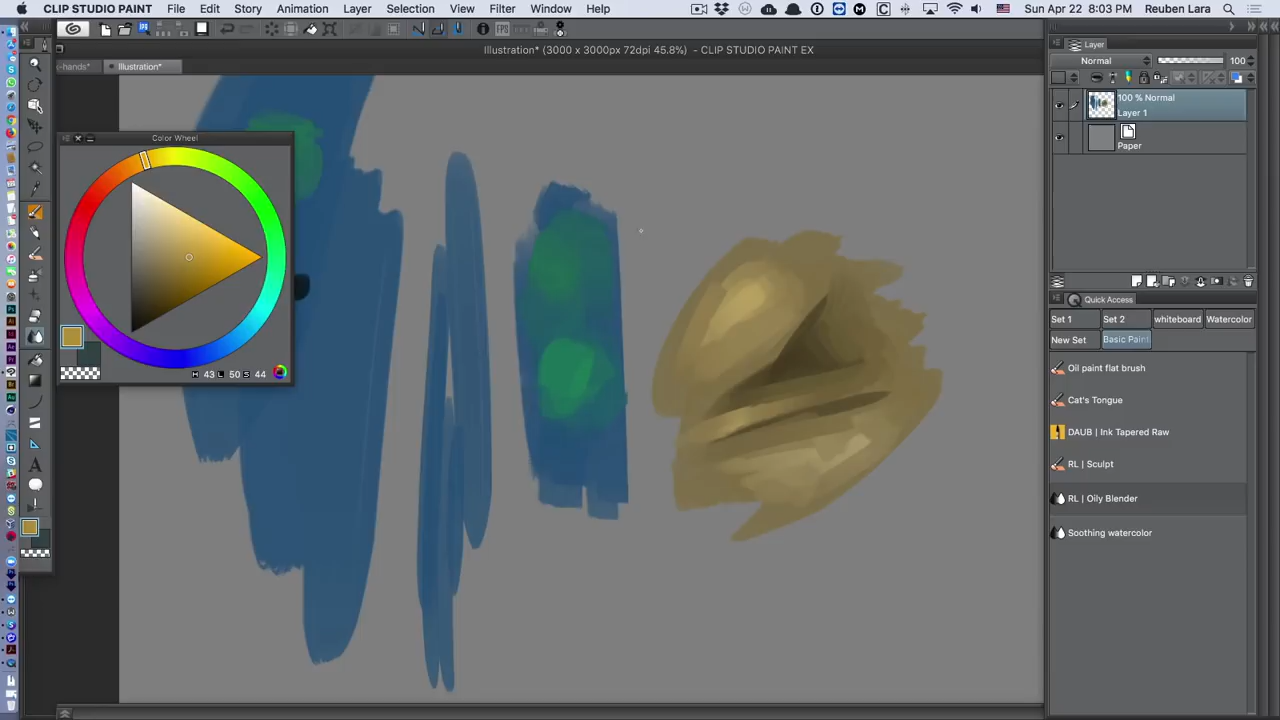 CLIP STUDIO PAINT File Edit Story Animation Layer Selection View Filter Window Help Sun Apr 22 8:03 PM Reuben Lara
Illustration* (3000 x 3000px 72dpi 45.8%) - CLIP STUDIO PAINT EX
-hands* Illustration*
Layer
Normal 100
100 % Normal
Layer 1
Paper
Color Wheel
H 43 L 50 S 44
Quick Access
Set 1 Set 2 whiteboard Watercolor
New Set Basic Pain
Oil paint flat brush
Cat's Tongue
DAUB | Ink Tapered Raw
RL | Sculpt
RL | Oily Blender
Soothing watercolor